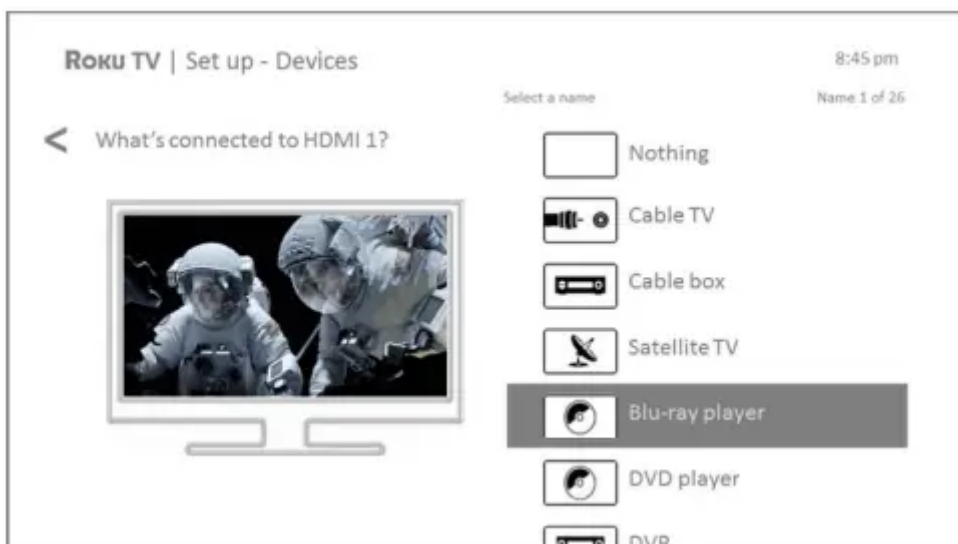 ROKU TV | Set up - Devices
8:45 pm
Select a name
Name 1 of 26
< What's connected to HDMI 1?
Nothing
Cable TV
Cable box
Satellite TV
Blu-ray player
DVD player
DVR